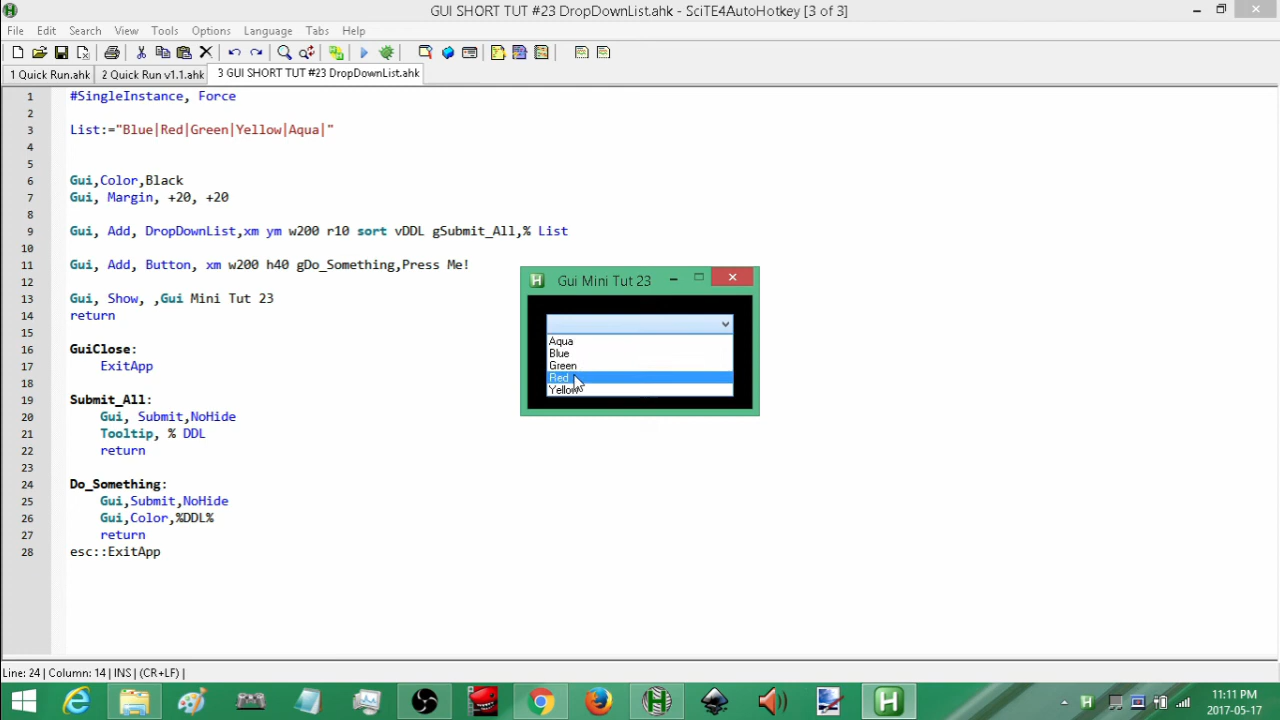 GUI SHORT TUT #23 DropDownList.ahk - SciTE4AutoHotkey [3 of 3]
File Edit Search View Tools Options Language Tabs Help
1 Quick Run.ahk 2 Quick Run v1.1.ahk 3 GUI SHORT TUT #23 DropDownList.ahk
1 #SingleInstance, Force
2
3 List:="Blue|Red|Green|Yellow|Aqua|"
4
5
6 Gui,Color,Black
7 Gui, Margin, +20, +20
8
9 Gui, Add, DropDownList,xm ym w200 r10 sort vDDL gSubmit_All,% List
10
11 Gui, Add, Button, xm w200 h40 gDo_Something,Press Me!
12
13 Gui, Show, ,Gui Mini Tut 23
14 return
15
16 GuiClose:
17 ExitApp
18
19 Submit_All:
20 Gui, Submit,NoHide
21 Tooltip, % DDL
22 return
23
24 Do_Something:
25 Gui,Submit,NoHide
26 Gui,Color,%DDL%
27 return
28 esc::ExitApp
Gui Mini Tut 23
Aqua
Blue
Green
Red
Yellow
Line: 24 | Column: 14 | INS | (CR+LF) |
11:11 PM
2017-05-17